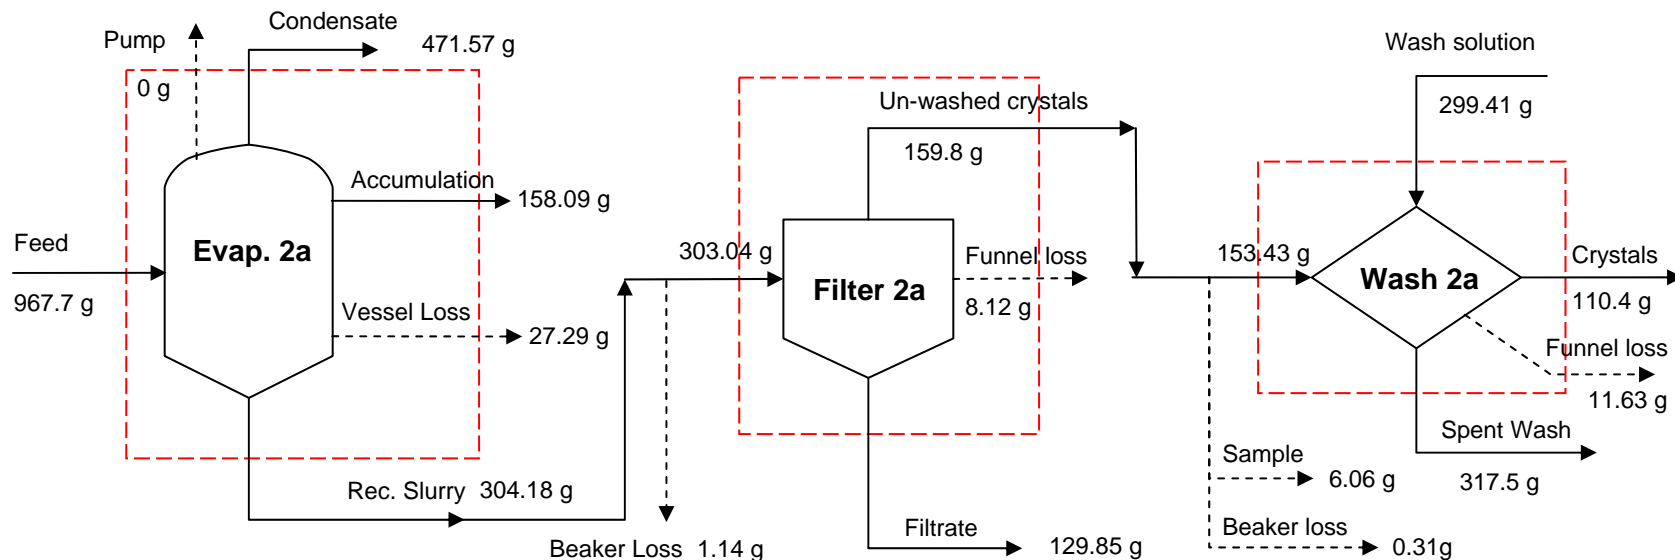 Pump
0 g
Condensate
471.57 g
Accumulation
158.09 g
Feed
967.7 g
Evap. 2a
Vessel Loss
27.29 g
Rec. Slurry 304.18 g
Beaker Loss 1.14 g
303.04 g
Un-washed crystals
159.8 g
Filter 2a
Funnel loss
8.12 g
Filtrate
129.85 g
Wash solution
299.41 g
153.43 g
Wash 2a
Crystals
110.4 g
Funnel loss
11.63 g
Spent Wash
317.5 g
Sample
6.06 g
Beaker loss
0.31g